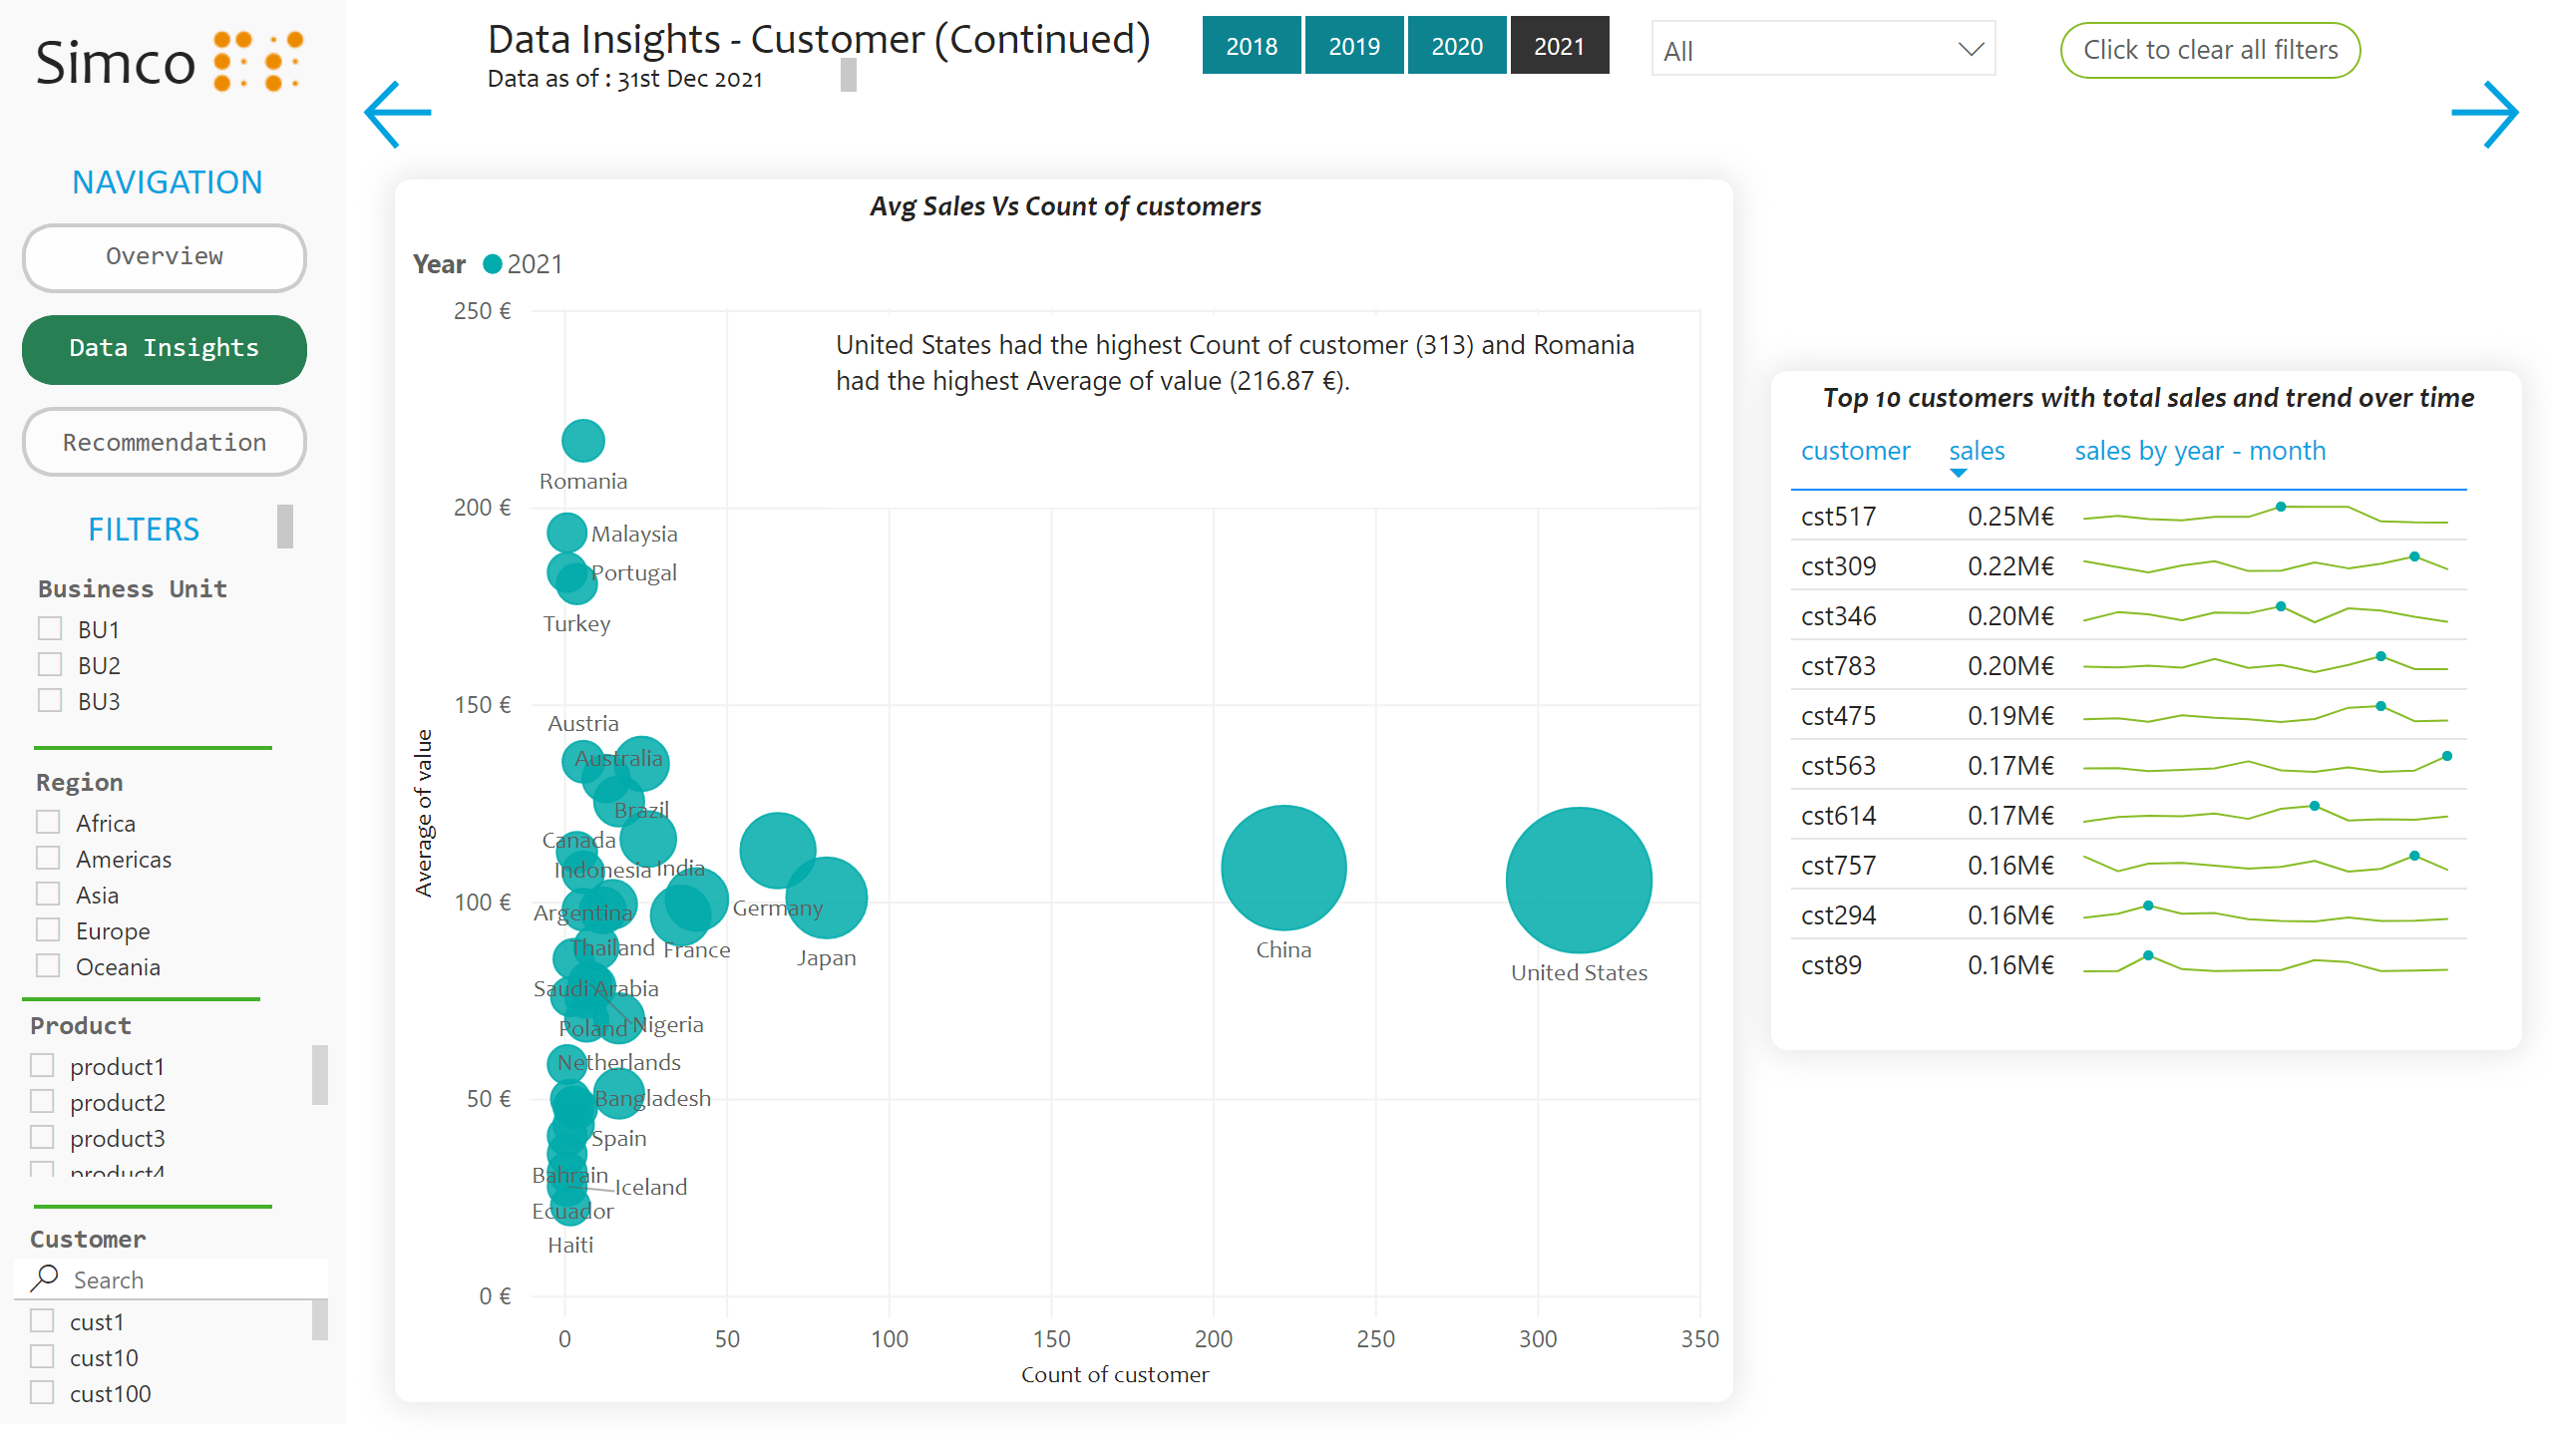 Simco
NAVIGATION
Overview
Data Insights
Recommendation
FILTERS
Business Unit
BU1
BU2
BU3
Region
Africa
Americas
Asia
Europe
Oceania
Product
product1
product2
product3
product4
Customer
Search
cust1
cust10
cust100
Data Insights - Customer (Continued)
Data as of : 31st Dec 2021
2018 2019 2020 2021
All
Click to clear all filters
Avg Sales Vs Count of customers
Year 2021
United States had the highest Count of customer (313) and Romania
had the highest Average of value (216.87 €).
Average of value
250 €
200 €
150 €
100 €
50 €
0 €
Romania
Malaysia
Portugal
Turkey
Austria
Australia
Brazil
Canada
Indonesia India
Argentina Germany
Thailand France Japan China
United States
Saudi Arabia
Poland Nigeria
Netherlands
Bangladesh
Spain
Bahrain
Iceland
Ecuador
Haiti
0 50 100 150 200 250 300 350
Count of customer
Top 10 customers with total sales and trend over time
customer sales sales by year - month
cst517 0.25M€
cst309 0.22M€
cst346 0.20M€
cst783 0.20M€
cst475 0.19M€
cst563 0.17M€
cst614 0.17M€
cst757 0.16M€
cst294 0.16M€
cst89 0.16M€